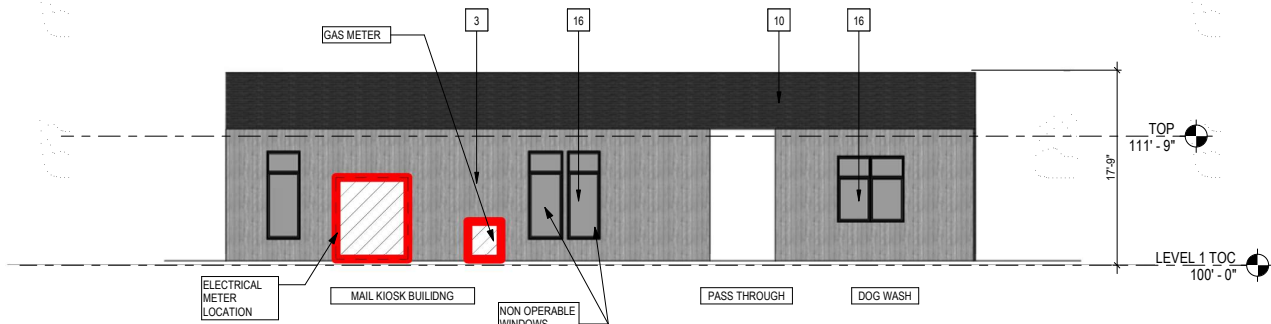 3
16
10
16
GAS METER
TOP
111' - 9"
17'-9"
LEVEL 1 TOC
100' - 0"
ELECTRICAL
METER
LOCATION
MAIL KIOSK BUILIDNG
NON OPERABLE
WINDOWS
PASS THROUGH
DOG WASH